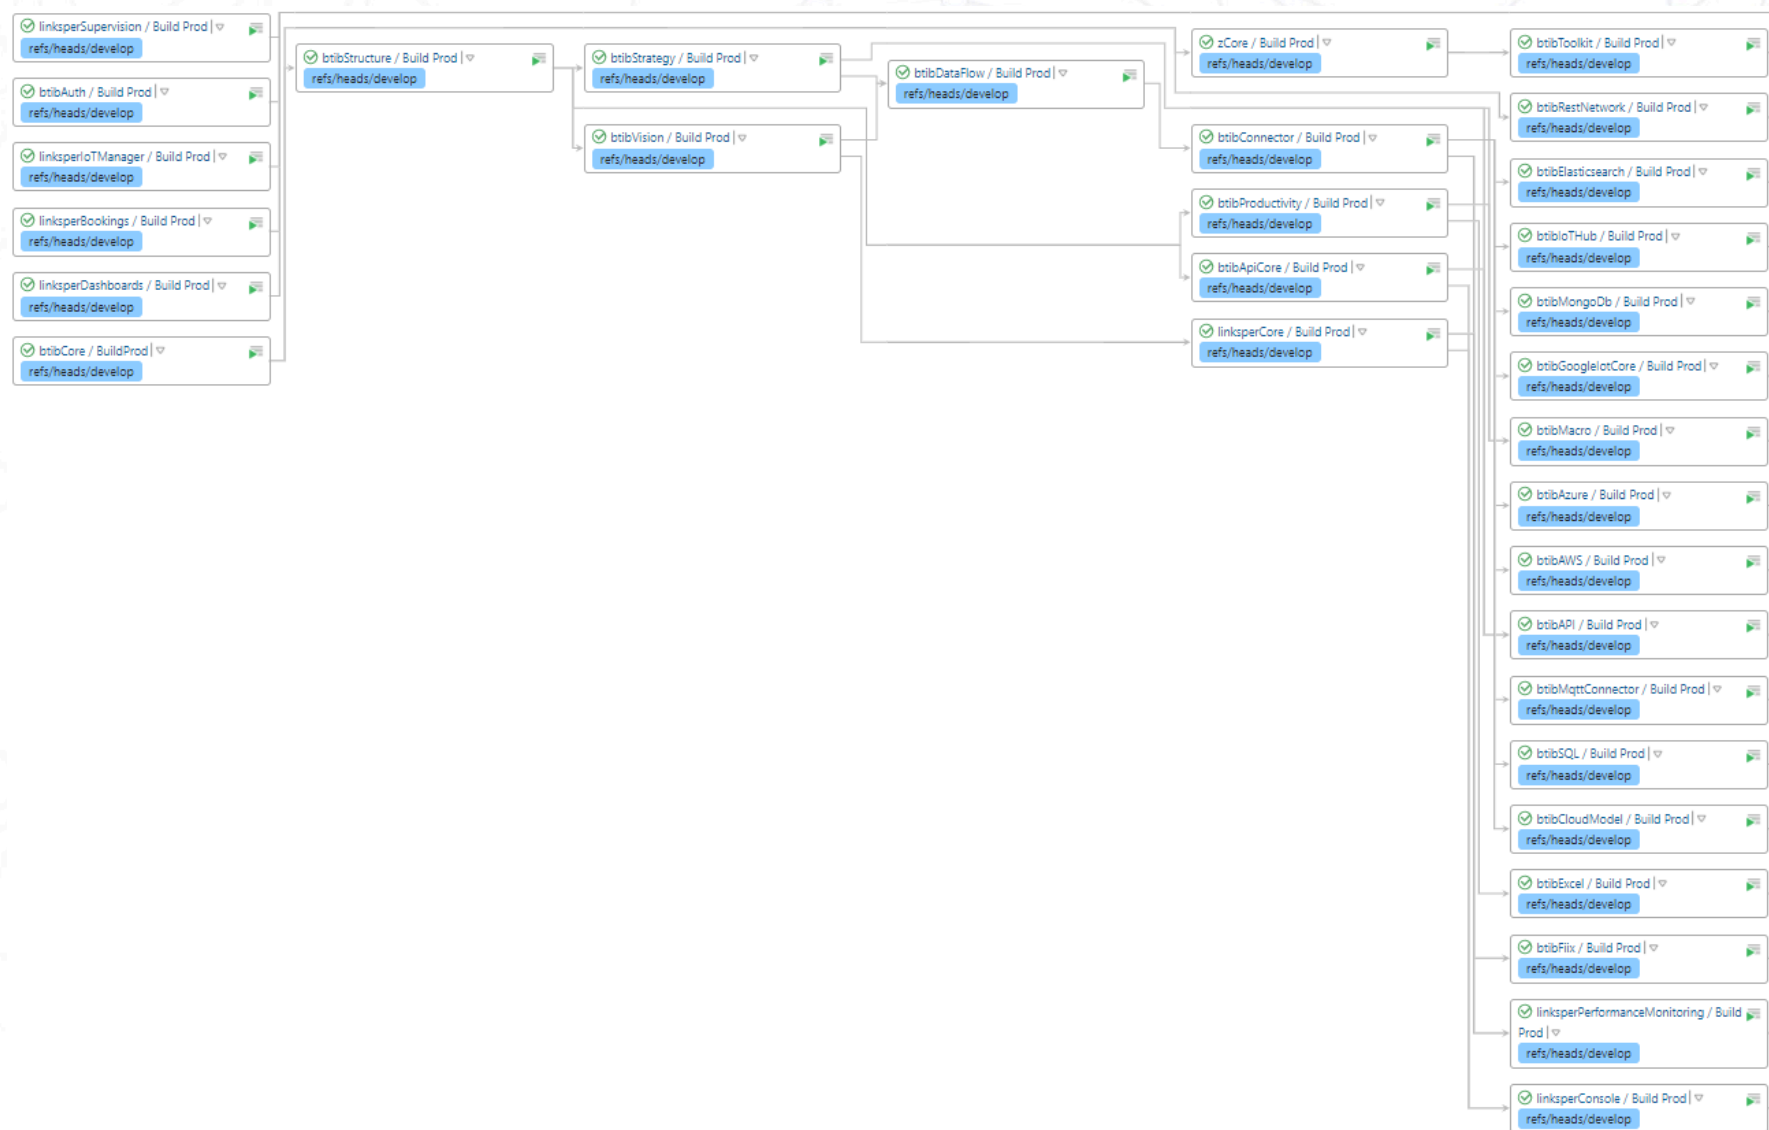 linksperSupervision / Build Prod
refs/heads/develop
btibAuth / Build Prod
refs/heads/develop
linksperIoTManager / Build Prod
refs/heads/develop
linksperBookings / Build Prod
refs/heads/develop
linksperDashboards / Build Prod
refs/heads/develop
btibCore / BuildProd
refs/heads/develop
btibStructure / Build Prod
refs/heads/develop
btibStrategy / Build Prod
refs/heads/develop
btibVision / Build Prod
refs/heads/develop
btibDataFlow / Build Prod
refs/heads/develop
zCore / Build Prod
refs/heads/develop
btibConnector / Build Prod
refs/heads/develop
btibProductivity / Build Prod
refs/heads/develop
btibApiCore / Build Prod
refs/heads/develop
linksperCore / Build Prod
refs/heads/develop
btibToolkit / Build Prod
refs/heads/develop
btibRestNetwork / Build Prod
refs/heads/develop
btibElasticsearch / Build Prod
refs/heads/develop
btibIoTHub / Build Prod
refs/heads/develop
btibMongoDb / Build Prod
refs/heads/develop
btibGoogleIotCore / Build Prod
refs/heads/develop
btibMacro / Build Prod
refs/heads/develop
btibAzure / Build Prod
refs/heads/develop
btibAWS / Build Prod
refs/heads/develop
btibAPI / Build Prod
refs/heads/develop
btibMqttConnector / Build Prod
refs/heads/develop
btibSQL / Build Prod
refs/heads/develop
btibCloudModel / Build Prod
refs/heads/develop
btibExcel / Build Prod
refs/heads/develop
btibFiix / Build Prod
refs/heads/develop
linksperPerformanceMonitoring / Build
Prod
refs/heads/develop
linksperConsole / Build Prod
refs/heads/develop